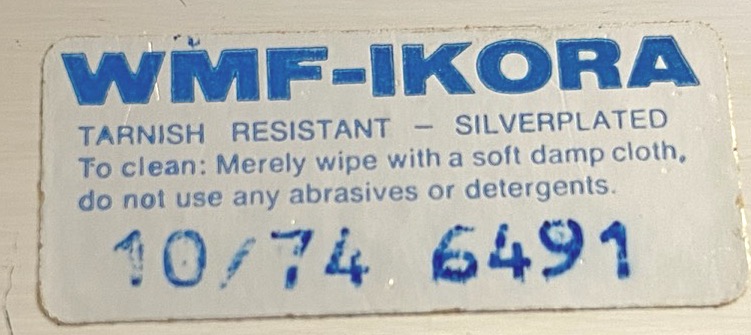 WMF-IKORA
TARNISH RESISTANT – SILVERPLATED
To clean: Merely wipe with a soft damp cloth,
do not use any abrasives or detergents.
10/74 6491